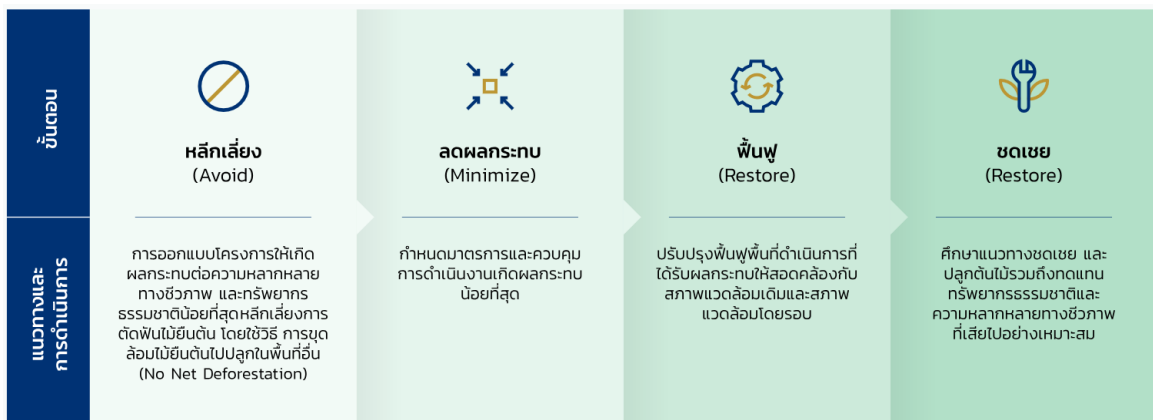 ขั้นตอน
หลีกเลี่ยง
(Avoid)
ลดผลกระทบ
(Minimize)
ฟื้นฟู
(Restore)
ชดเชย
(Restore)
แนวทางและ
การดำเนินการ
การออกแบบโครงการให้เกิด
ผลกระทบต่อความหลากหลาย
ทางชีวภาพ และทรัพยากร
ธรรมชาติน้อยที่สุดหลีกเลี่ยงการ
ตัดฟันไม้ยืนต้น โดยใช้วิธี การขุด
ล้อมไม้ยืนต้นไปปลูกในพื้นที่อื่น
(No Net Deforestation)
กำหนดมาตรการและควบคุม
การดำเนินงานเกิดผลกระทบ
น้อยที่สุด
ปรับปรุงฟื้นฟูพื้นที่ดำเนินการที่
ได้รับผลกระทบให้สอดคล้องกับ
สภาพแวดล้อมเดิมและสภาพ
แวดล้อมโดยรอบ
ศึกษาแนวทางชดเชย และ
ปลูกต้นไม้รวมถึงทดแทน
ทรัพยากรธรรมชาติและ
ความหลากหลายทางชีวภาพ
ที่เสียไปอย่างเหมาะสม